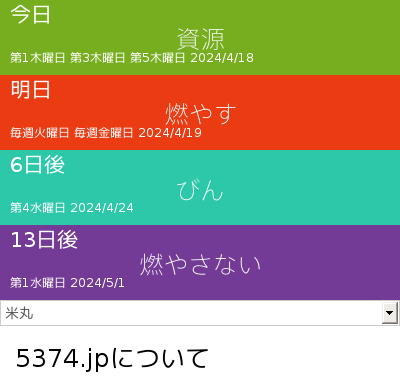 今日
資源
第1木曜日 第3木曜日 第5木曜日 2024/4/18
明日
燃やす
毎週火曜日 毎週金曜日 2024/4/19
6日後
びん
第4水曜日 2024/4/24
13日後
燃やさない
第1水曜日 2024/5/1
米丸
5374.jpについて